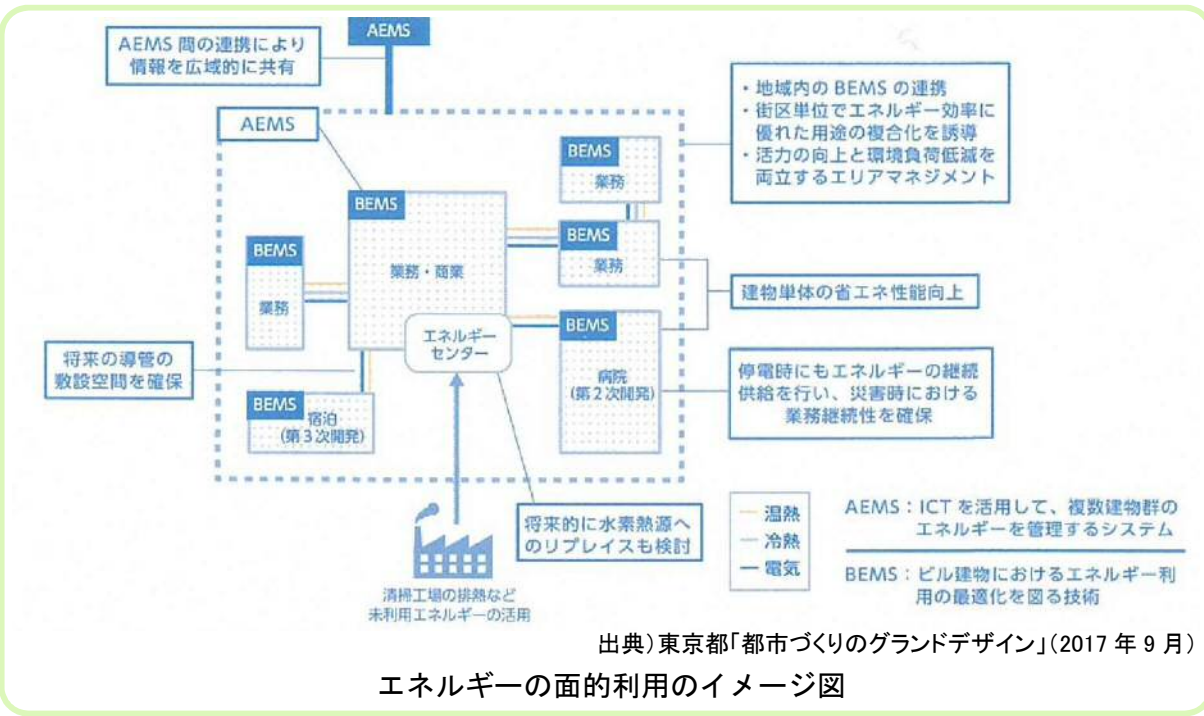 AEMS
AEMS 間の連携により
情報を広域的に共有
・地域内の BEMS の連携
・街区単位でエネルギー効率に
優れた用途の複合化を誘導
・活力の向上と環境負荷低減を
両立するエリアマネジメント
AEMS
BEMS
業務
BEMS
業務・商業
BEMS
業務
BEMS
業務
建物単体の省エネ性能向上
エネルギー
センター
BEMS
病院
(第2次開発)
将来の導管の
敷設空間を確保
停電時にもエネルギーの継続
供給を行い、災害時における
業務継続性を確保
BEMS
宿泊
(第3次開発)
将来的に水素熱源へ
のリプレイスも検討
清掃工場の排熱など
未利用エネルギーの活用
温熱
冷熱
電気
AEMS：ICT を活用して、複数建物群の
エネルギーを管理するシステム
BEMS：ビル建物におけるエネルギー利
用の最適化を図る技術
出典）東京都「都市づくりのグランドデザイン」（2017 年 9 月）
エネルギーの面的利用のイメージ図